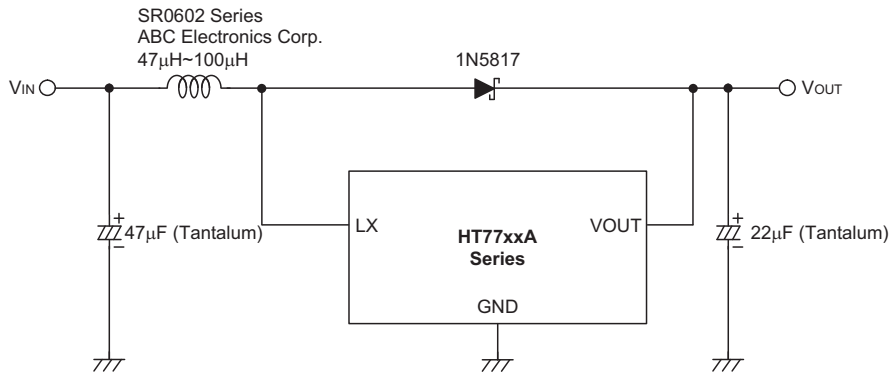 SR0602 Series
ABC Electronics Corp.
47μH~100μH
1N5817
VIN
VOUT
+
47μF (Tantalum)
−
LX
HT77xxA
Series
VOUT
GND
+
22μF (Tantalum)
−